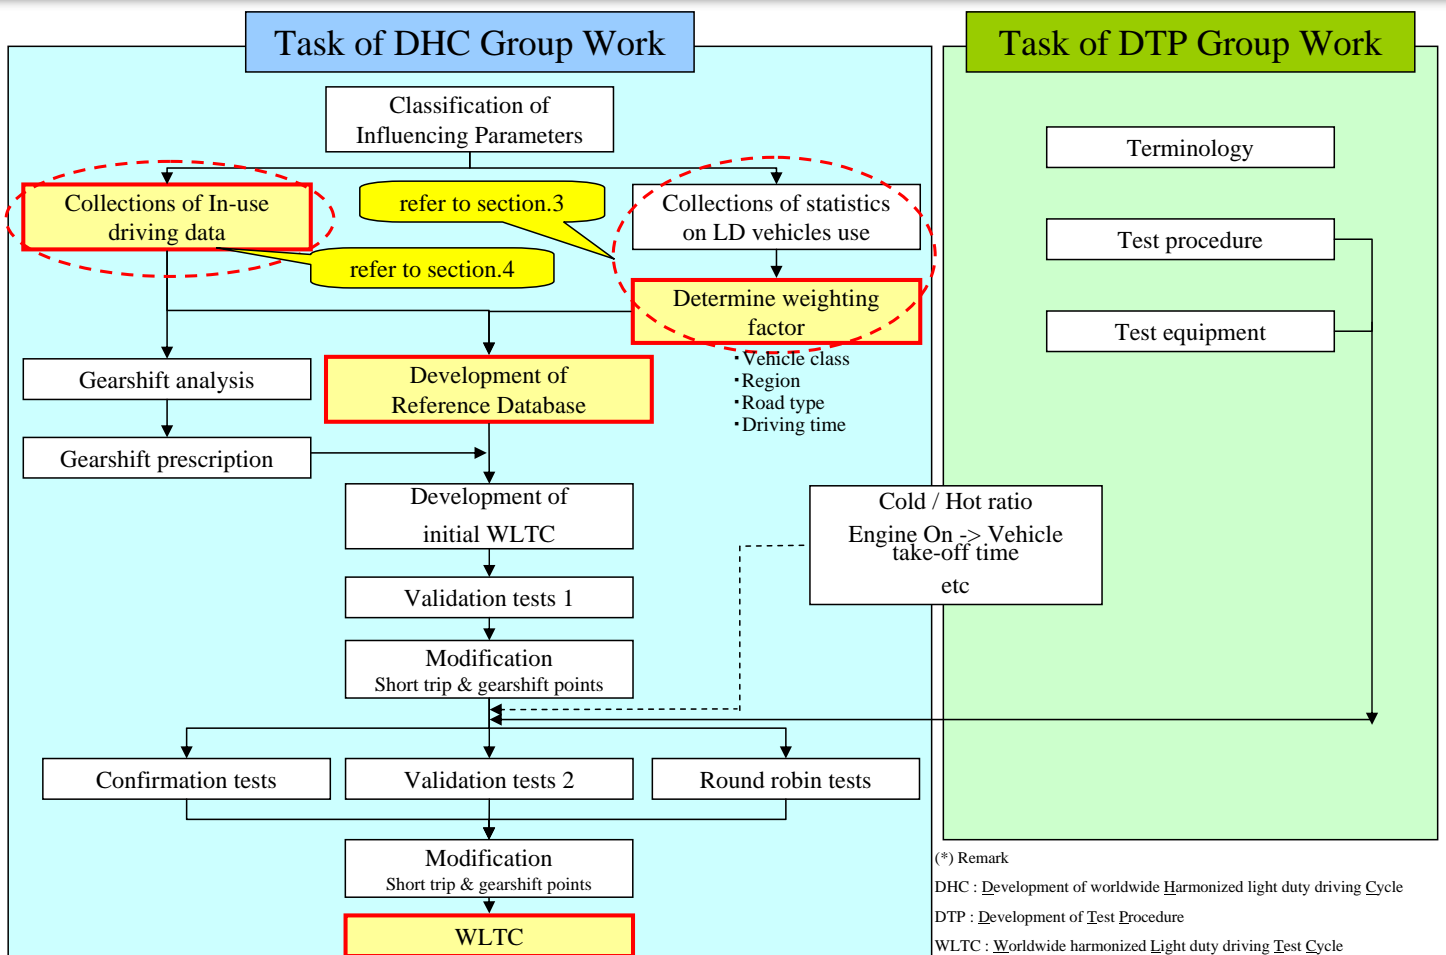 Task of DHC Group Work
Task of DTP Group Work
Classification of
Influencing Parameters
Collections of In-use
driving data
refer to section.3
Collections of statistics
on LD vehicles use
refer to section.4
Determine weighting
factor
・Vehicle class
・Region
・Road type
・Driving time
Gearshift analysis
Development of
Reference Database
Gearshift prescription
Development of
initial WLTC
Validation tests 1
Modification
Short trip & gearshift points
Confirmation tests
Validation tests 2
Round robin tests
Modification
Short trip & gearshift points
WLTC
Terminology
Test procedure
Test equipment
Cold / Hot ratio
Engine On -> Vehicle
take-off time
etc
(*) Remark
DHC : Development of worldwide Harmonized light duty driving Cycle
DTP : Development of Test Procedure
WLTC : Worldwide harmonized Light duty driving Test Cycle